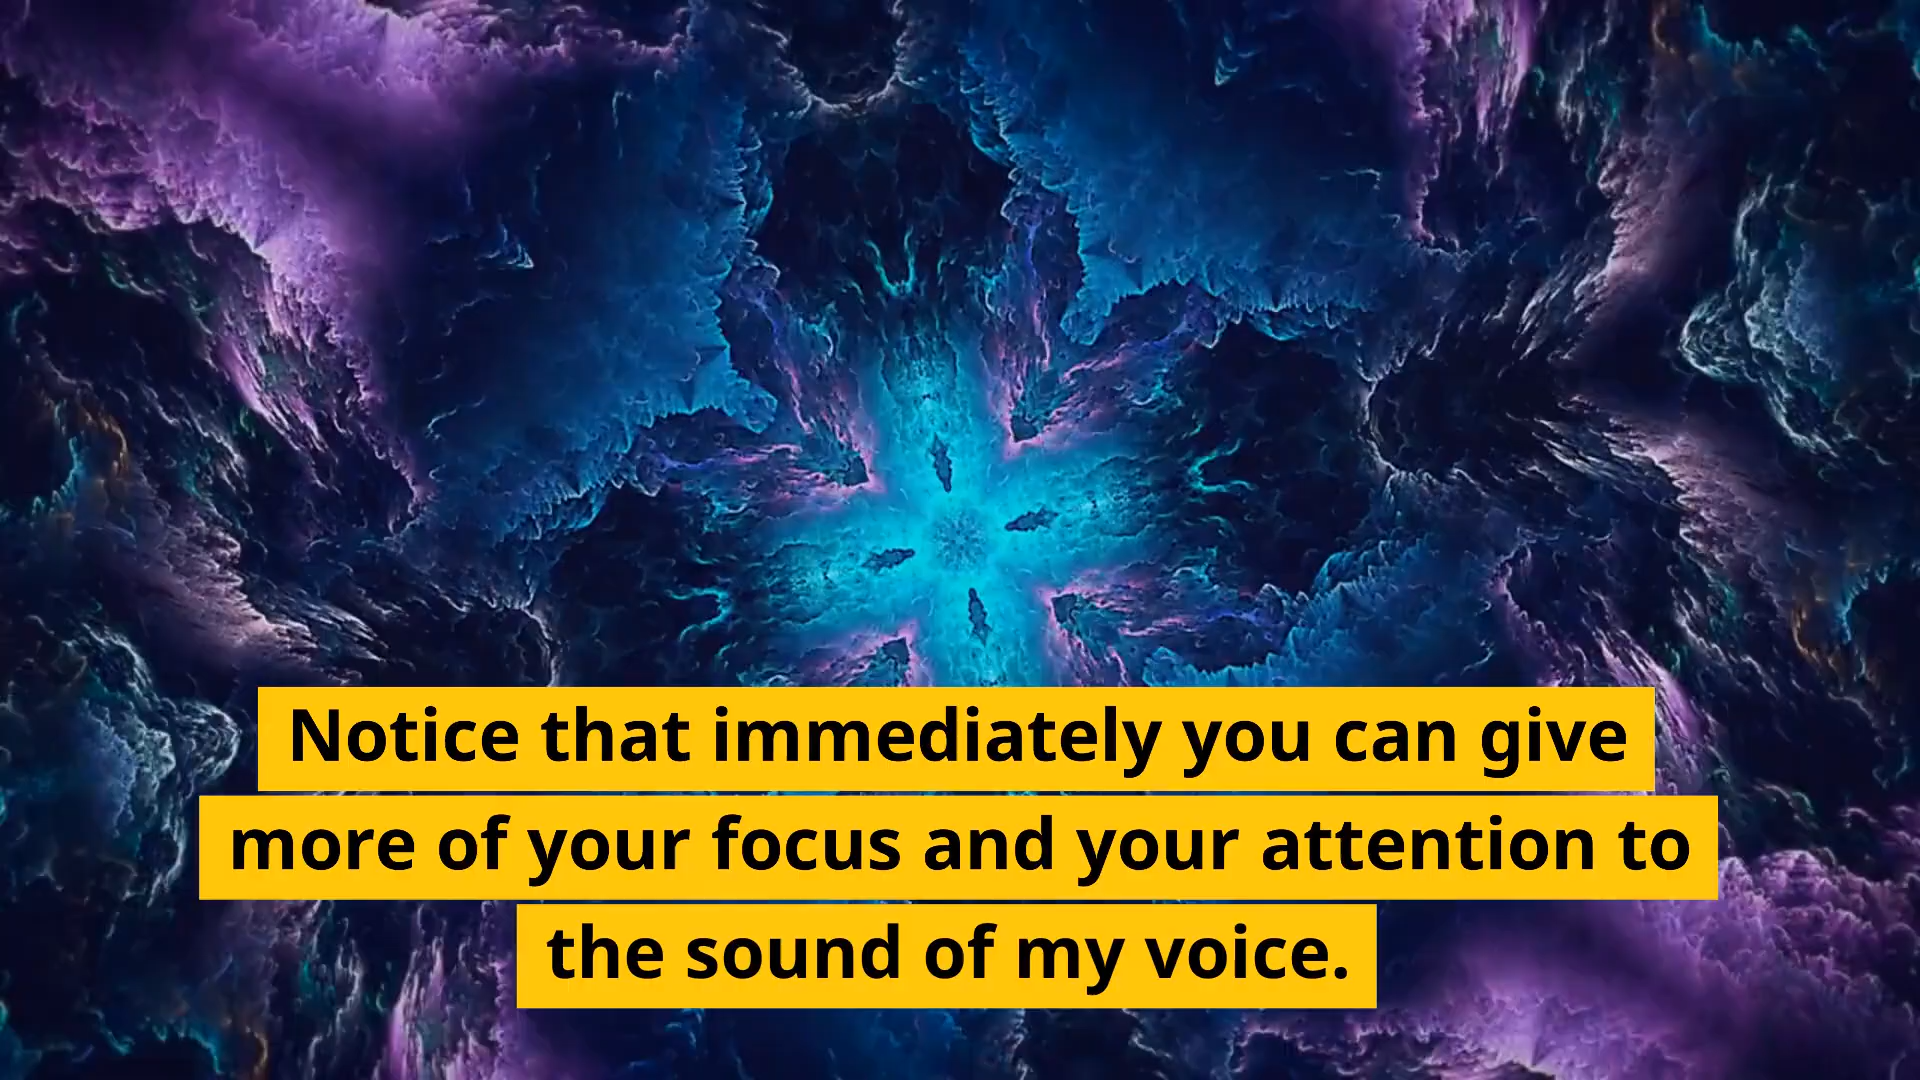 Notice that immediately you can give
more of your focus and your attention to
the sound of my voice.